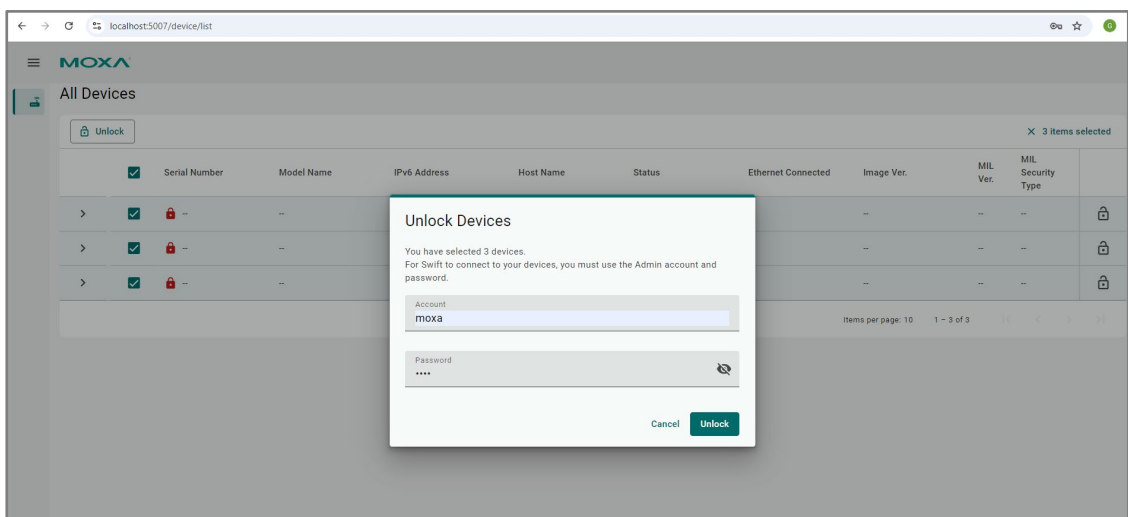 localhost:5007/device/list
G
MOXA
All Devices
Unlock
3 items selected
Serial Number Model Name IPv6 Address Host Name Status Ethernet Connected Image Ver. MIL Ver. MIL Security Type
-- -- -- -- --
-- -- -- -- --
-- -- -- -- --
Items per page: 10 1 – 3 of 3
Unlock Devices
You have selected 3 devices.
For Swift to connect to your devices, you must use the Admin account and
password.
Account
moxa
Password
••••
Cancel Unlock